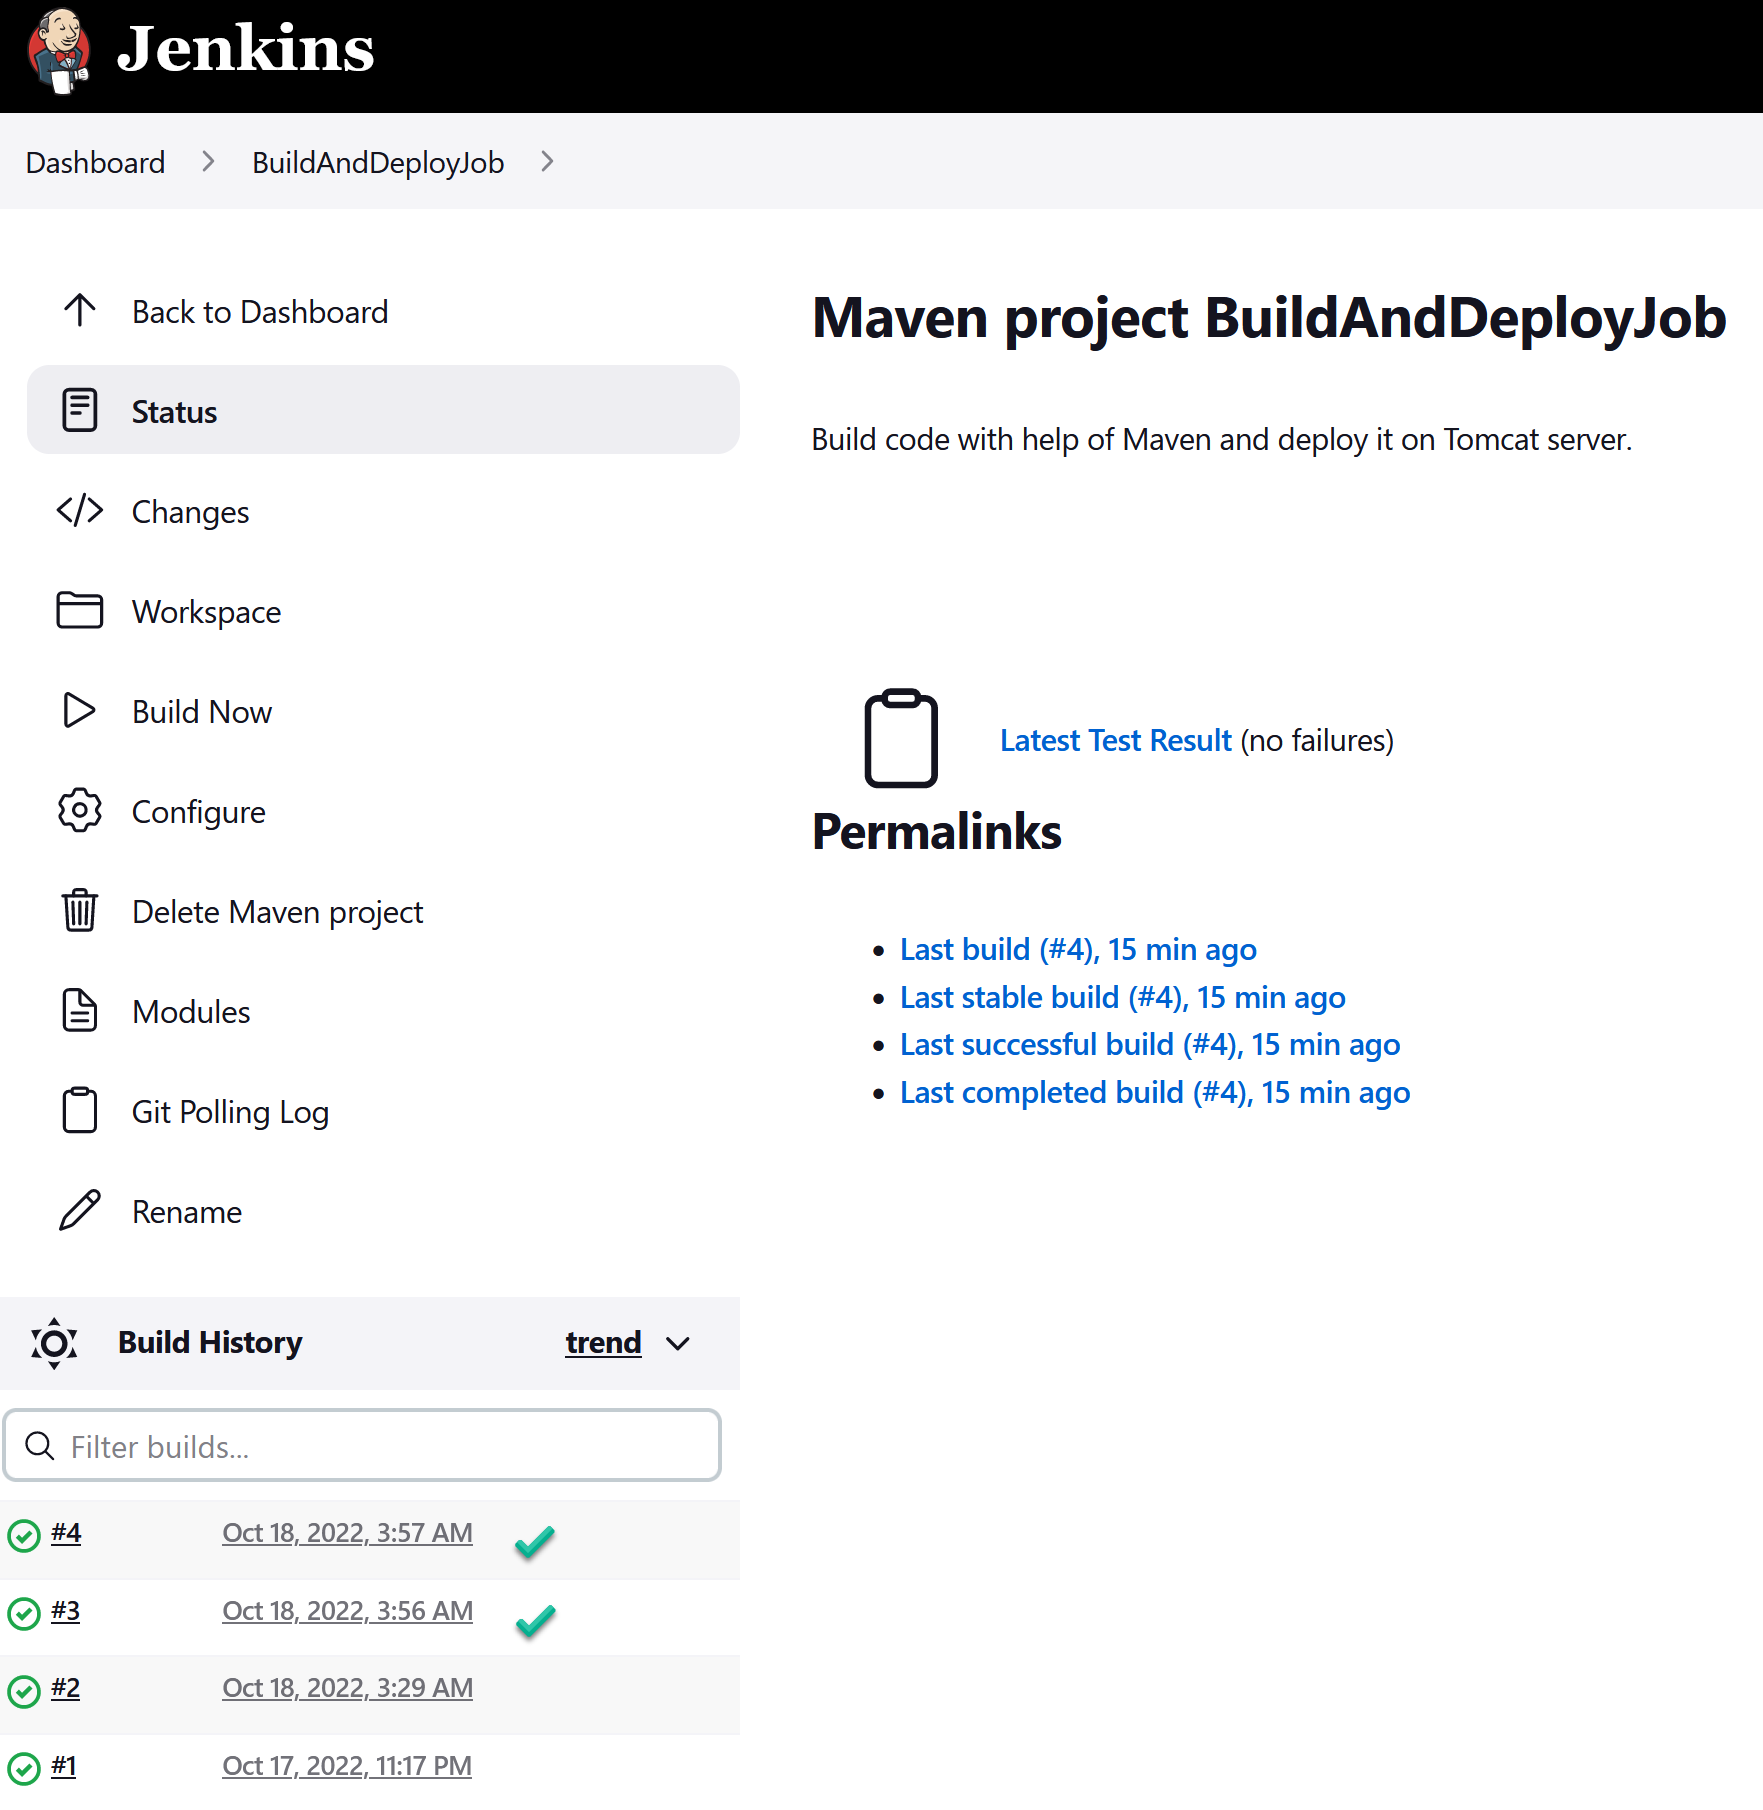 Jenkins
Dashboard
BuildAndDeployJob
Back to Dashboard
Status
Changes
Workspace
Build Now
Configure
Delete Maven project
Modules
Git Polling Log
Rename
Build History
trend
Filter builds...
#4 Oct 18, 2022, 3:57 AM
#3 Oct 18, 2022, 3:56 AM
#2 Oct 18, 2022, 3:29 AM
#1 Oct 17, 2022, 11:17 PM
Maven project BuildAndDeployJob
Build code with help of Maven and deploy it on Tomcat server.
Latest Test Result (no failures)
Permalinks
Last build (#4), 15 min ago
Last stable build (#4), 15 min ago
Last successful build (#4), 15 min ago
Last completed build (#4), 15 min ago